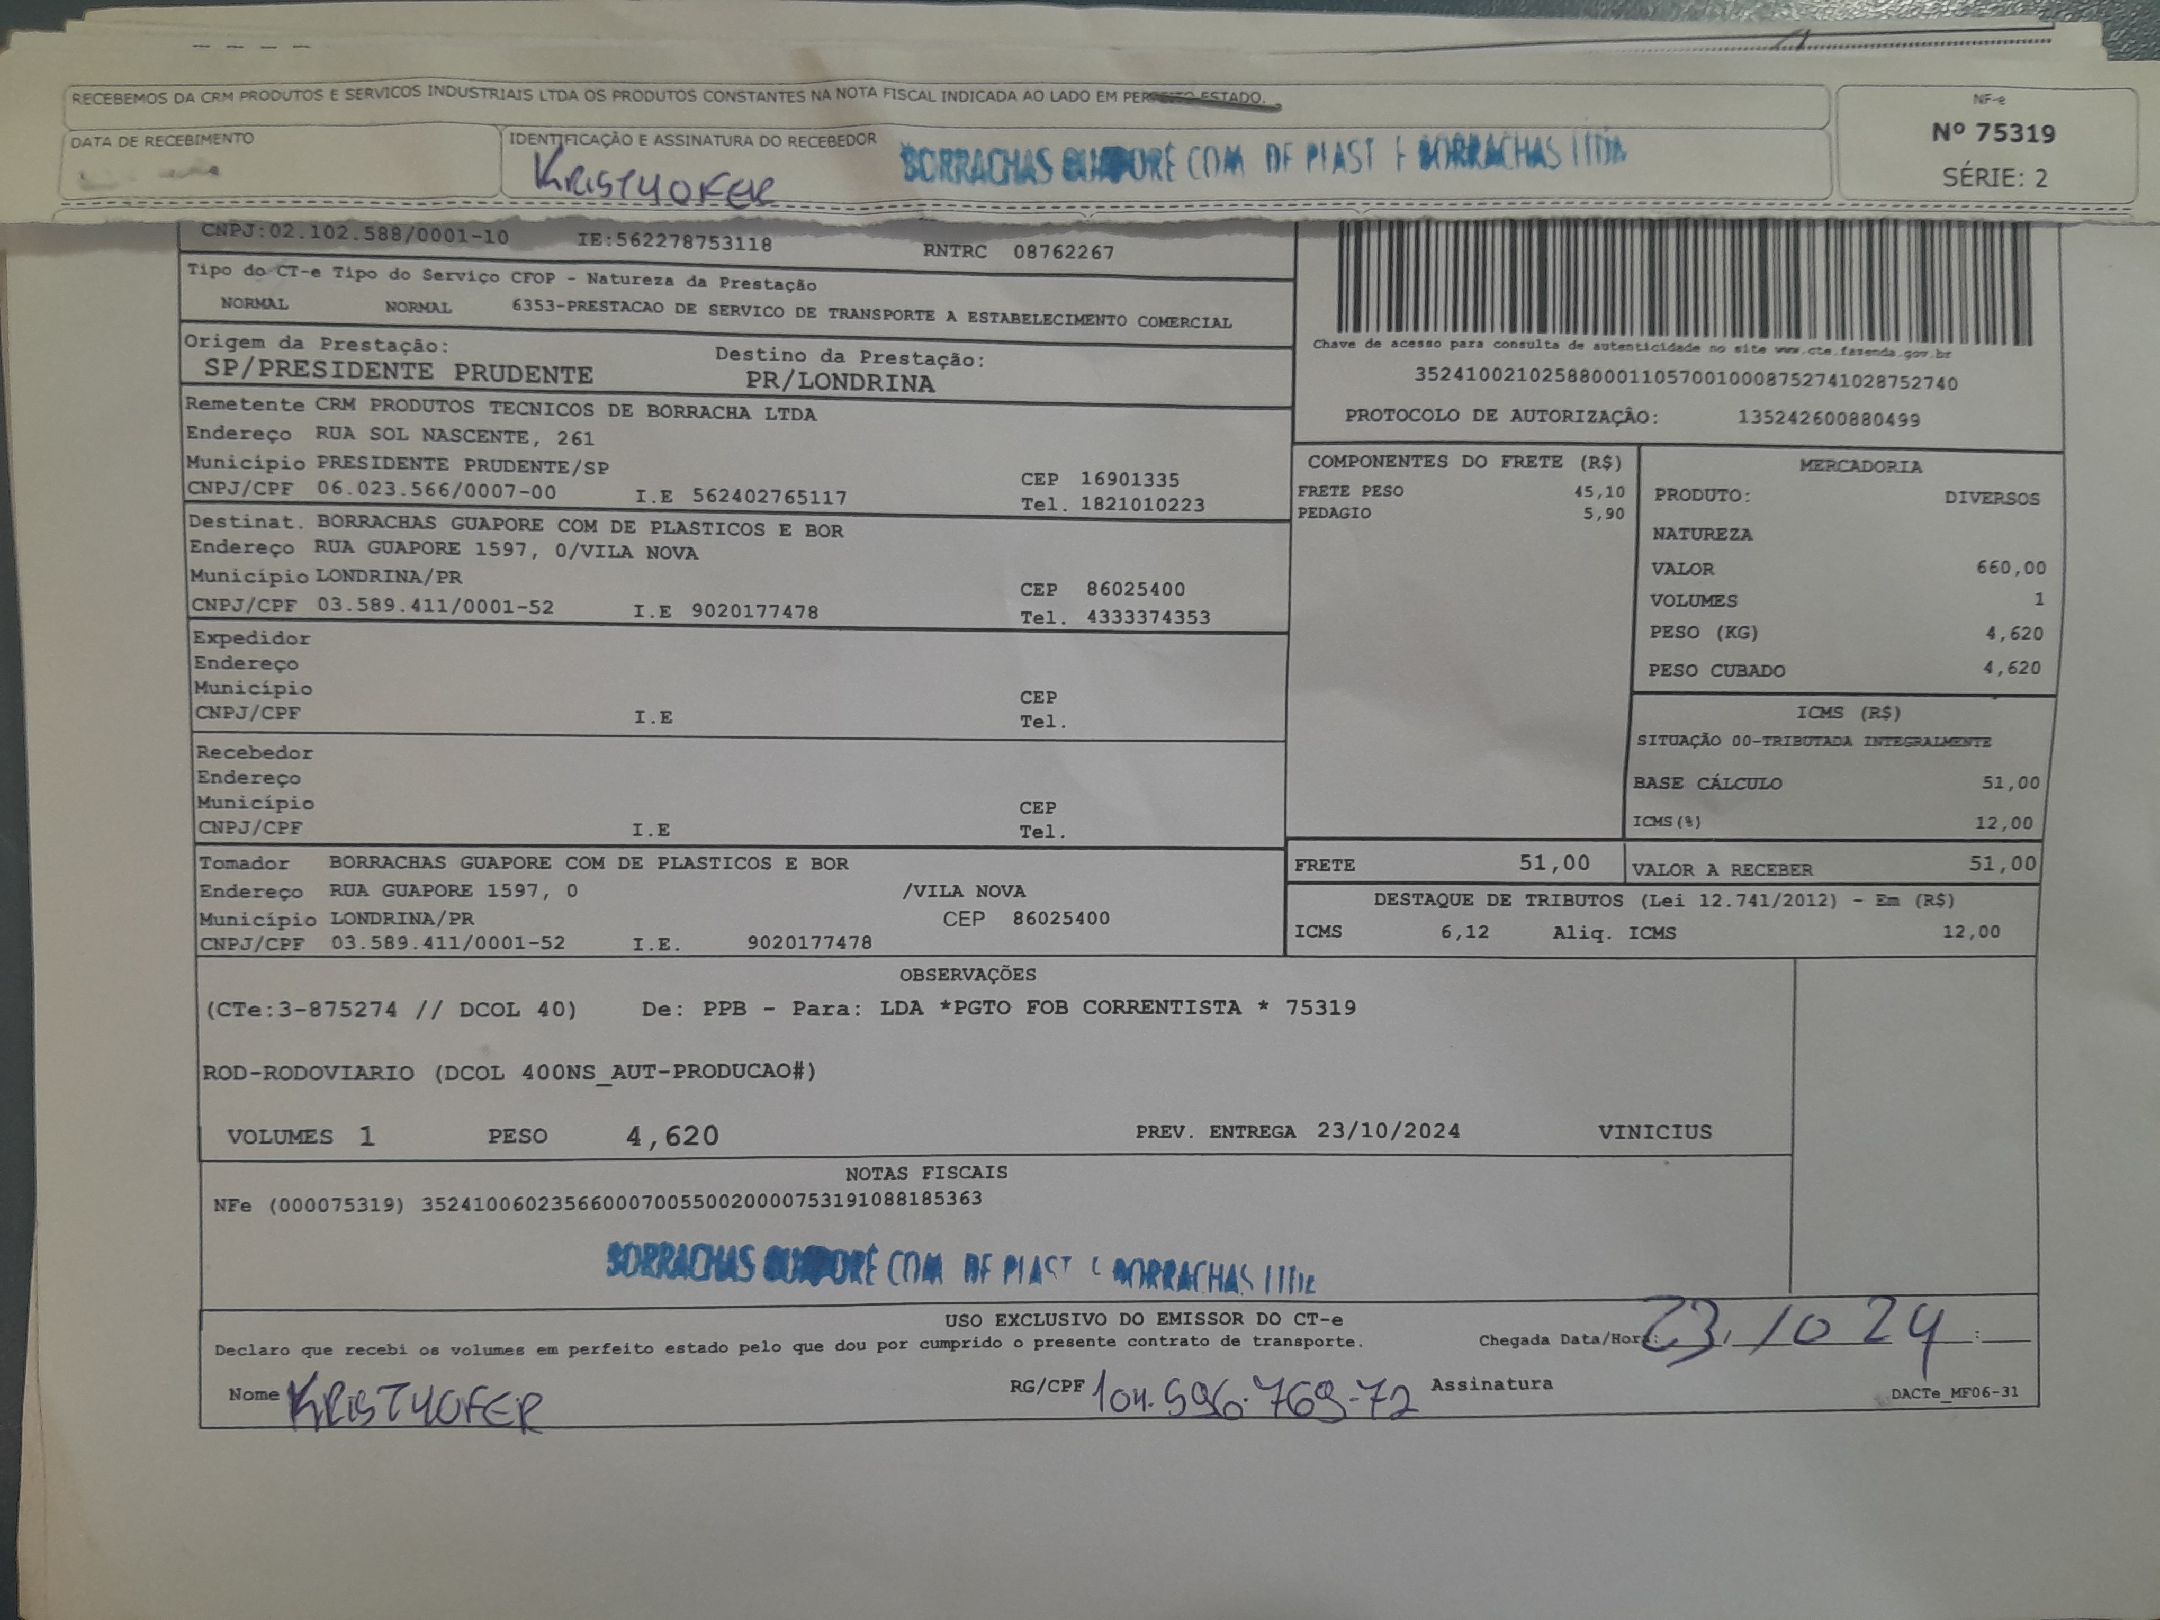 RECEBEMOS DA CRM PRODUTOS E SERVICOS INDUSTRIAIS LTDA OS PRODUTOS CONSTANTES NA NOTA FISCAL INDICADA AO LADO EM PERFEITO ESTADO.
NF-e
Nº 75319
SÉRIE: 2
DATA DE RECEBIMENTO
IDENTIFICAÇÃO E ASSINATURA DO RECEBEDOR
KRISTHOFER
BORRACHAS GUAPORÉ COM DE PLAST E BORRACHAS LTDA
CNPJ:02.102.588/0001-10 IE:562278753118 RNTRC 08762267
Tipo do CT-e Tipo do Serviço CFOP - Natureza da Prestação
NORMAL NORMAL 6353-PRESTACAO DE SERVICO DE TRANSPORTE A ESTABELECIMENTO COMERCIAL
Origem da Prestação: Destino da Prestação:
SP/PRESIDENTE PRUDENTE PR/LONDRINA
Chave de acesso para consulta de autenticidade no site www.cte.fazenda.gov.br
35241002102588000110570010008752741028752740
PROTOCOLO DE AUTORIZAÇÂO: 135242600880499
Remetente CRM PRODUTOS TECNICOS DE BORRACHA LTDA
Endereço RUA SOL NASCENTE, 261
Município PRESIDENTE PRUDENTE/SP CEP 16901335
CNPJ/CPF 06.023.566/0007-00 I.E 562402765117 Tel. 1821010223
Destinat. BORRACHAS GUAPORE COM DE PLASTICOS E BOR
Endereço RUA GUAPORE 1597, 0/VILA NOVA
Município LONDRINA/PR CEP 86025400
CNPJ/CPF 03.589.411/0001-52 I.E 9020177478 Tel. 4333374353
Expedidor
Endereço
Município CEP
CNPJ/CPF I.E Tel.
Recebedor
Endereço
Município CEP
CNPJ/CPF I.E Tel.
Tomador BORRACHAS GUAPORE COM DE PLASTICOS E BOR
Endereço RUA GUAPORE 1597, 0 /VILA NOVA
Município LONDRINA/PR CEP 86025400
CNPJ/CPF 03.589.411/0001-52 I.E. 9020177478
COMPONENTES DO FRETE (R$)
FRETE PESO 45,10
PEDAGIO 5,90
MERCADORIA
PRODUTO: DIVERSOS
NATUREZA
VALOR 660,00
VOLUMES 1
PESO (KG) 4,620
PESO CUBADO 4,620
ICMS (R$)
SITUAÇÃO 00-TRIBUTADA INTEGRALMENTE
BASE CÁLCULO 51,00
ICMS(%) 12,00
FRETE 51,00 VALOR A RECEBER 51,00
DESTAQUE DE TRIBUTOS (Lei 12.741/2012) - Em (R$)
ICMS 6,12 Aliq. ICMS 12,00
OBSERVAÇÕES
(CTe:3-875274 // DCOL 40) De: PPB - Para: LDA *PGTO FOB CORRENTISTA * 75319
ROD-RODOVIARIO (DCOL 400NS_AUT-PRODUCAO#)
VOLUMES 1 PESO 4,620 PREV. ENTREGA 23/10/2024 VINICIUS
NOTAS FISCAIS
NFe (000075319) 35241006023566000700550020000753191088185363
BORRACHAS GUAPORÉ COM DE PLAST E BORRACHAS LTDA
USO EXCLUSIVO DO EMISSOR DO CT-e
Declaro que recebi os volumes em perfeito estado pelo que dou por cumprido o presente contrato de transporte.
Chegada Data/Hora: 23/10 24 :
Nome KRISTHOFER RG/CPF 104.596.769-72 Assinatura
DACTe_MF06-31